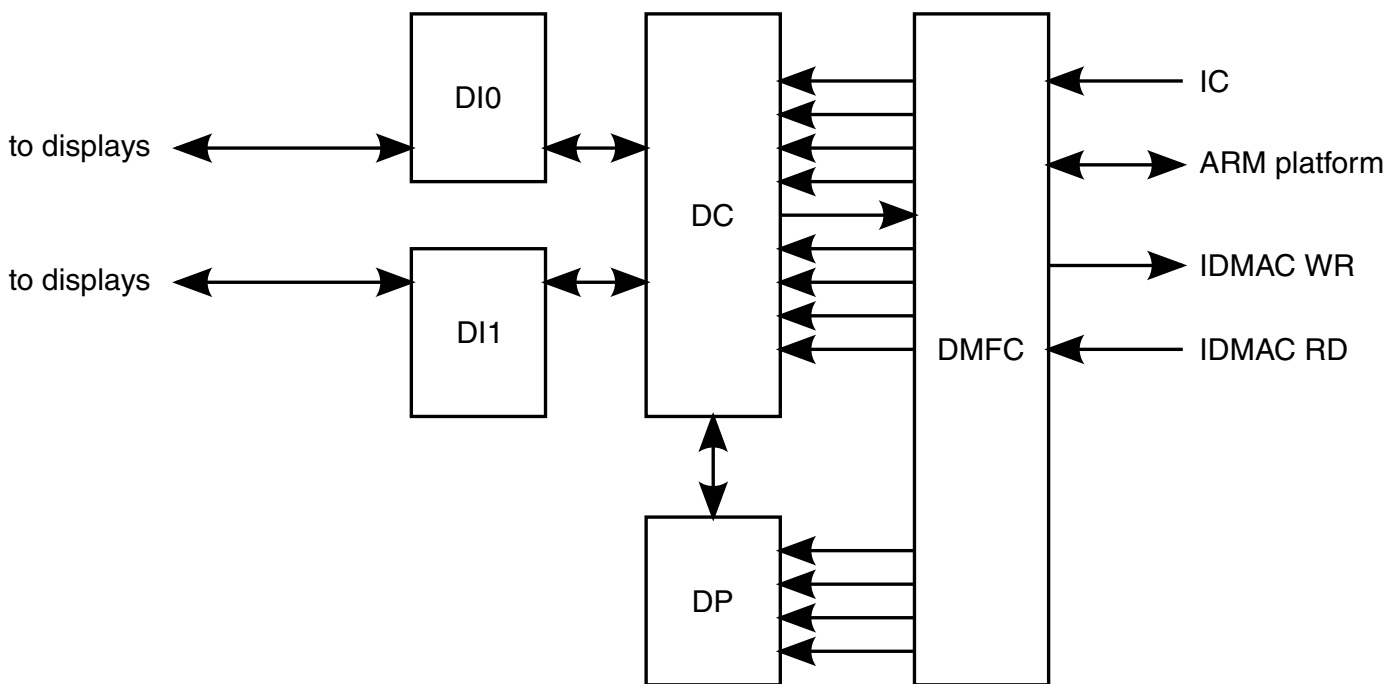 DI0
IC
to displays
ARM platform
DC
to displays
IDMAC WR
DI1
DMFC
IDMAC RD
DP